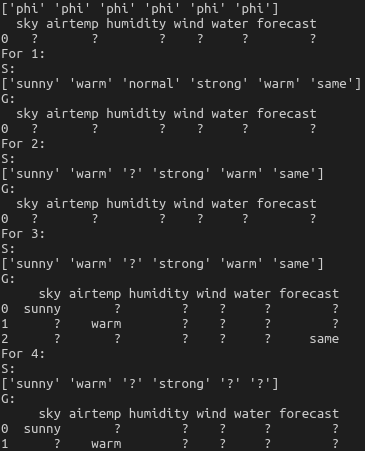 ['phi' 'phi' 'phi' 'phi' 'phi' 'phi']
  sky airtemp humidity wind water forecast
0   ?       ?        ?    ?     ?        ?
For 1:
S:
['sunny' 'warm' 'normal' 'strong' 'warm' 'same']
G:
  sky airtemp humidity wind water forecast
0   ?       ?        ?    ?     ?        ?
For 2:
S:
['sunny' 'warm' '?' 'strong' 'warm' 'same']
G:
  sky airtemp humidity wind water forecast
0   ?       ?        ?    ?     ?        ?
For 3:
S:
['sunny' 'warm' '?' 'strong' 'warm' 'same']
G:
     sky airtemp humidity wind water forecast
0  sunny       ?        ?    ?     ?        ?
1      ?    warm        ?    ?     ?        ?
2      ?       ?        ?    ?     ?     same
For 4:
S:
['sunny' 'warm' '?' 'strong' '?' '?']
G:
     sky airtemp humidity wind water forecast
0  sunny       ?        ?    ?     ?        ?
1      ?    warm        ?    ?     ?        ?